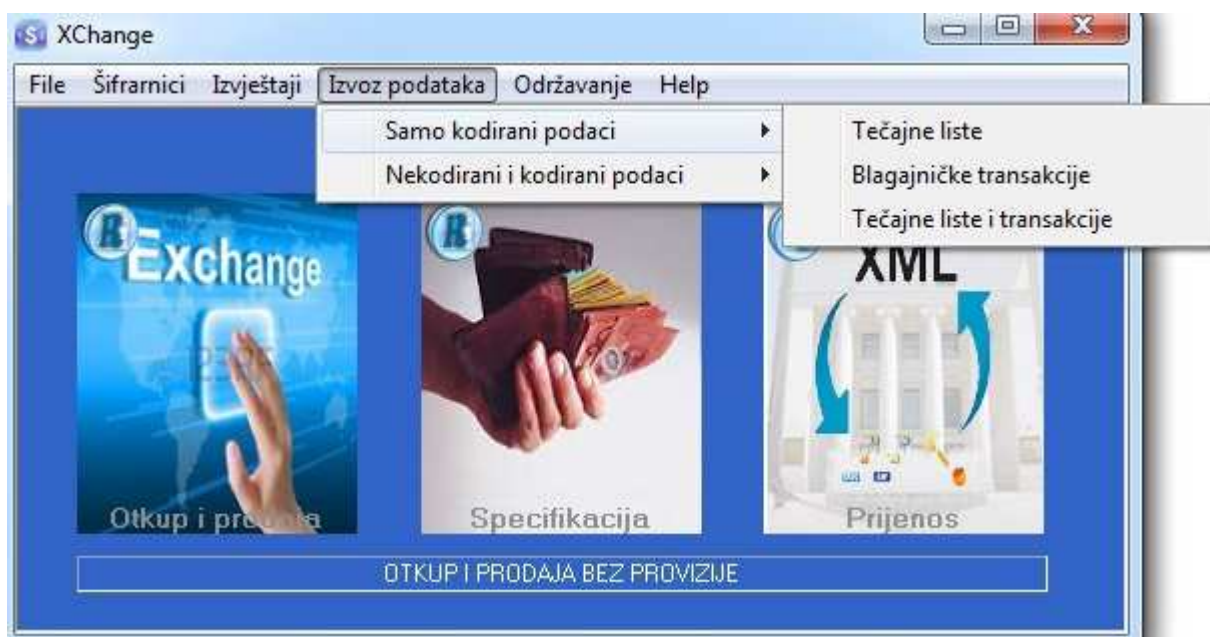 XChange
File Šifrarnici Izvještaji Izvoz podataka Održavanje Help
Samo kodirani podaci
Nekodirani i kodirani podaci
Tečajne liste
Blagajničke transakcije
Tečajne liste i transakcije
Exchange
XML
Otkup i prodaja
Specifikacija
Prijenos
OTKUP I PRODAJA BEZ PROVIZIJE